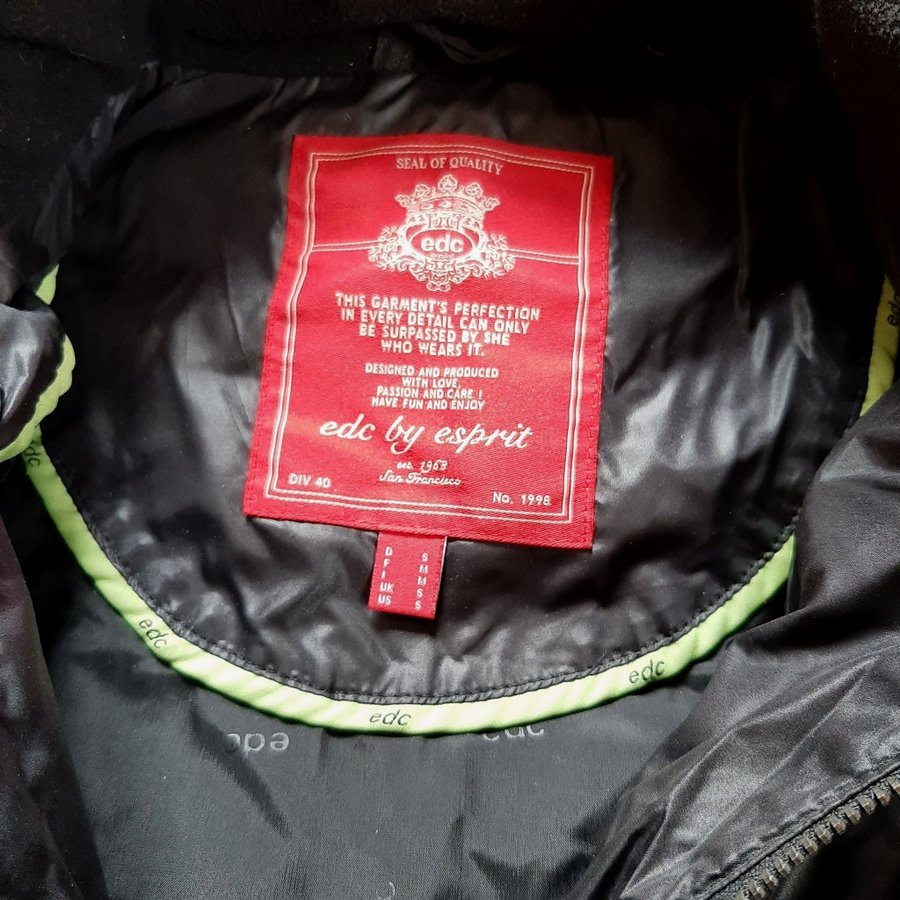 SEAL OF QUALITY
edc
THIS GARMENT'S PERFECTION
IN EVERY DETAIL CAN ONLY
BE SURPASSED BY SHE
WHO WEARS IT.
DESIGNED AND PRODUCED
WITH LOVE,
PASSION AND CARE !
HAVE FUN AND ENJOY
edc by esprit
est. 1968
San Francisco
DIV 40
No. 1998
D S
F M
I M
UK S
US S
edc
edc
edc
edc
edc
edc
edc